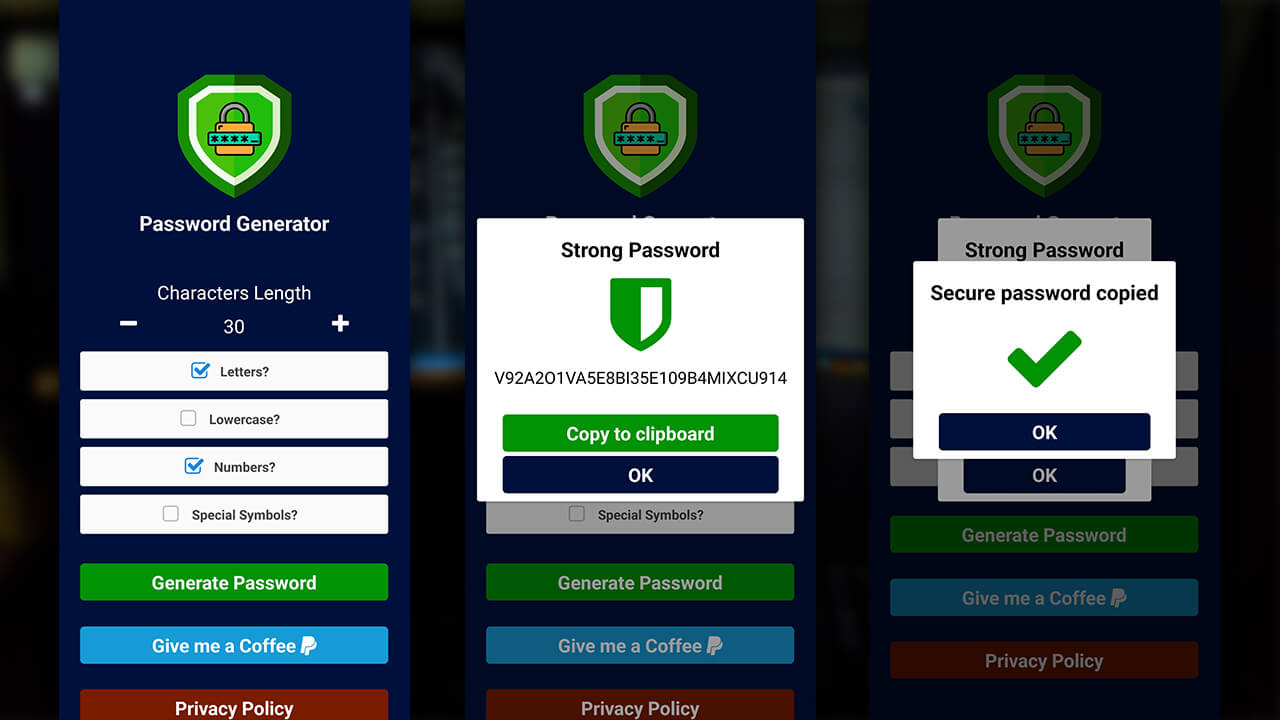 ****_
Password Generator
Characters Length
30
Letters?
Lowercase?
Numbers?
Special Symbols?
Generate Password
Give me a Coffee
Privacy Policy
****_
Strong Password
V92A2O1VA5E8BI35E109B4MIXCU914
Copy to clipboard
OK
Special Symbols?
Generate Password
Give me a Coffee
Privacy Policy
****_
Strong Password
Secure password copied
OK
OK
Generate Password
Give me a Coffee
Privacy Policy